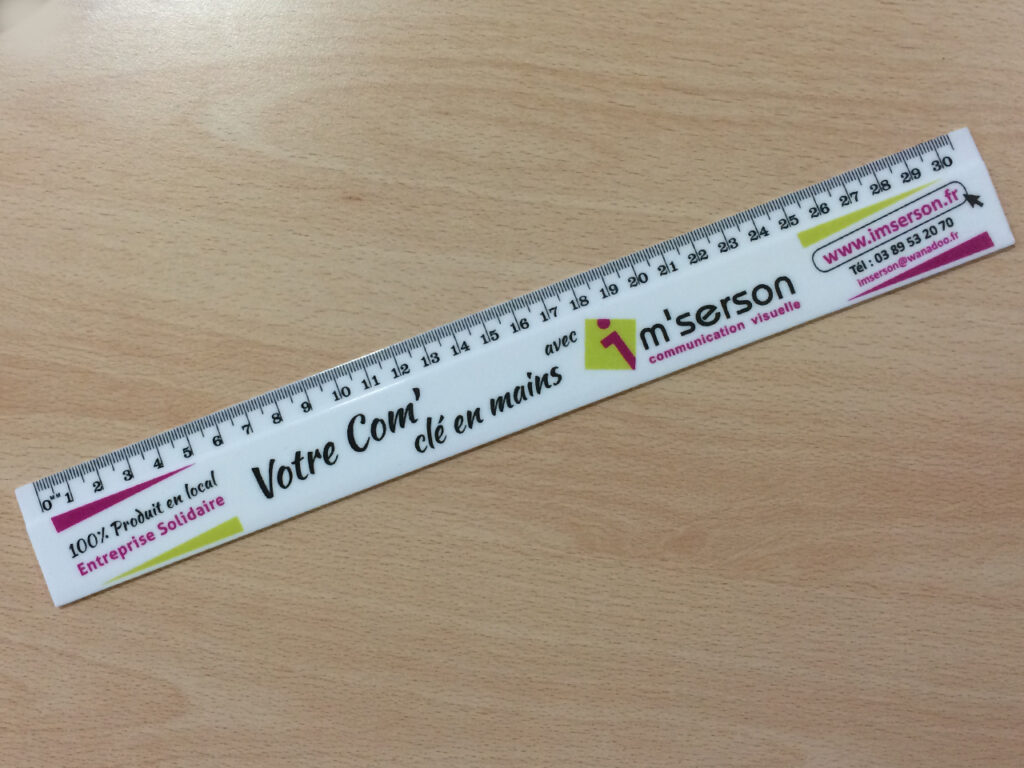 0 mm 1 2 3 4 5 6 7 8 9 10 11 12 13 14 15 16 17 18 19 20 21 22 23 24 25 26 27 28 29 30
100% Produit en local
Entreprise Solidaire
Votre Com'
clé en mains
avec
i m'serson
communication visuelle
www.imserson.fr
Tél : 03 89 53 20 70
imserson@wanadoo.fr